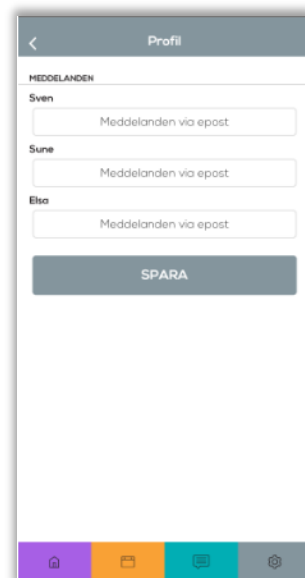 Profil
MEDDELANDEN
Sven
Meddelanden via epost
Sune
Meddelanden via epost
Elsa
Meddelanden via epost
SPARA